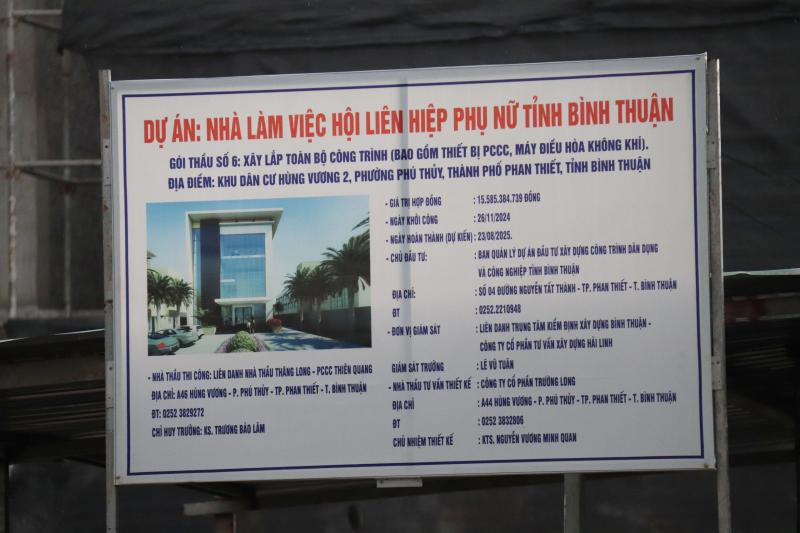 DỰ ÁN: NHÀ LÀM VIỆC HỘI LIÊN HIỆP PHỤ NỮ TỈNH BÌNH THUẬN
GÓI THẦU SỐ 6: XÂY LẮP TOÀN BỘ CÔNG TRÌNH (BAO GỒM THIẾT BỊ PCCC, MÁY ĐIỀU HÒA KHÔNG KHÍ).
ĐỊA ĐIỂM: KHU DÂN CƯ HÙNG VƯƠNG 2, PHƯỜNG PHÚ THỦY, THÀNH PHỐ PHAN THIẾT, TỈNH BÌNH THUẬN
- GIÁ TRỊ HỢP ĐỒNG : 15.585.384.739 ĐỒNG
- NGÀY KHỞI CÔNG : 26/11/2024
- NGÀY HOÀN THÀNH (DỰ KIẾN) : 23/08/2025.
- CHỦ ĐẦU TƯ: : BAN QUẢN LÝ DỰ ÁN ĐẦU TƯ XÂY DỰNG CÔNG TRÌNH DÂN DỤNG
VÀ CÔNG NGHIỆP TỈNH BÌNH THUẬN
ĐỊA CHỈ: : SỐ 04 ĐƯỜNG NGUYỄN TẤT THÀNH - TP. PHAN THIẾT - T. BÌNH THUẬN
ĐT : 0252.2210948
- ĐƠN VỊ GIÁM SÁT : LIÊN DANH TRUNG TÂM KIỂM ĐỊNH XÂY DỰNG BÌNH THUẬN -
CÔNG TY CỔ PHẦN TƯ VẤN XÂY DỰNG HẢI LINH
GIÁM SÁT TRƯỞNG : LÊ VŨ TUÂN
- NHÀ THẦU TƯ VẤN THIẾT KẾ : CÔNG TY CỔ PHẦN TRƯỜNG LONG
ĐỊA CHỈ : A44 HÙNG VƯƠNG - P. PHÚ THỦY - TP. PHAN THIẾT - T. BÌNH THUẬN
ĐT : 0252 3832806
CHỦ NHIỆM THIẾT KẾ : KTS. NGUYỄN VƯƠNG MINH QUAN
- NHÀ THẦU THI CÔNG: LIÊN DANH NHÀ THẦU THĂNG LONG - PCCC THIÊN QUANG
ĐỊA CHỈ: A46 HÙNG VƯƠNG - P. PHÚ THỦY - TP. PHAN THIẾT - T. BÌNH THUẬN
ĐT: 0252 3829272
CHỈ HUY TRƯỞNG: KS. TRƯƠNG BẢO LÂM